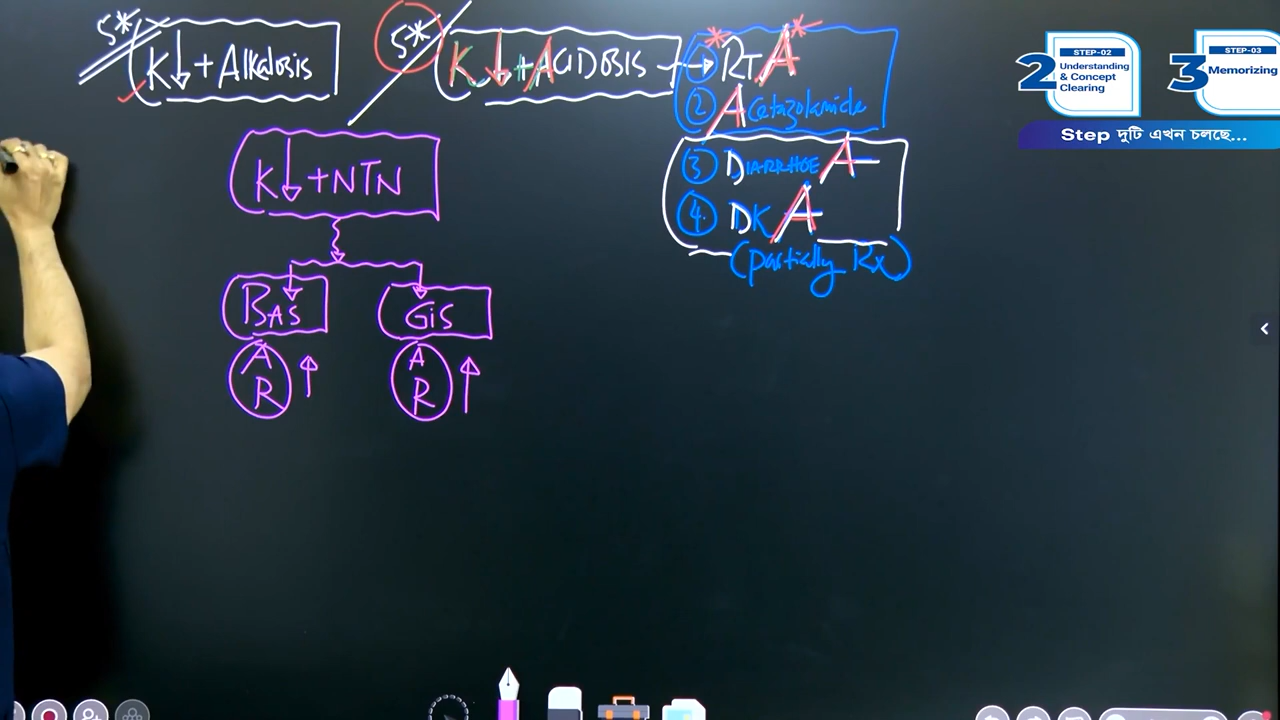 5* K↓ + Alkalosis
5* K↓ + ACIDOSIS → ① *RTA*
② Acetazolamide
③ DIARRHOEA
④ DKA
(partially Rx)
K↓ + NTN
BAS
GIS
A
R ↑
A
R ↑
2 STEP-02
Understanding
& Concept
Clearing
3 STEP-03
Memorizing
Step দুটি এখন চলছে...